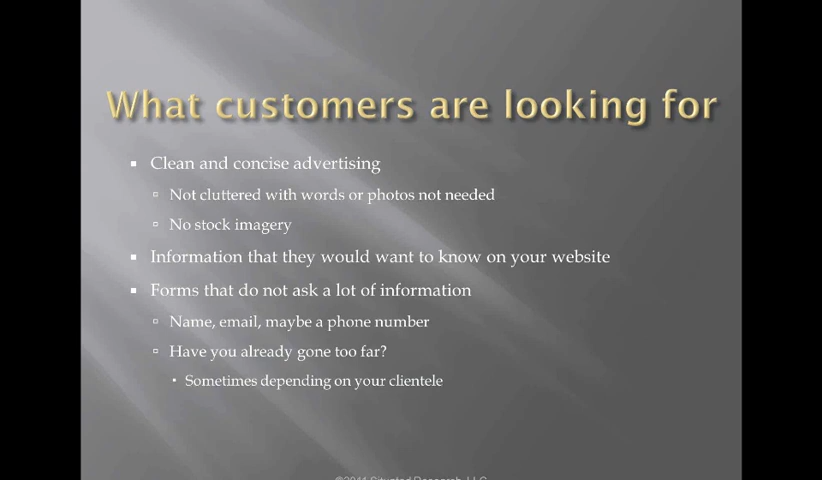 What customers are looking for
Clean and concise advertising
Not cluttered with words or photos not needed
No stock imagery
Information that they would want to know on your website
Forms that do not ask a lot of information
Name, email, maybe a phone number
Have you already gone too far?
Sometimes depending on your clientele